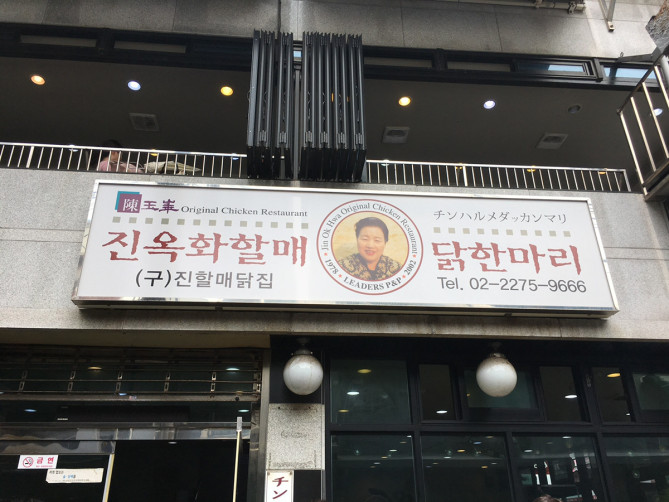 陳玉華 Original Chicken Restaurant
진옥화할매
(구)진할매닭집
Jin Ok Hwa Original Chicken Restaurant
1978 • LEADERS P&P • 2002
チンハルメダッカンマリ
닭한마리
Tel. 02-2275-9666
금연
チン